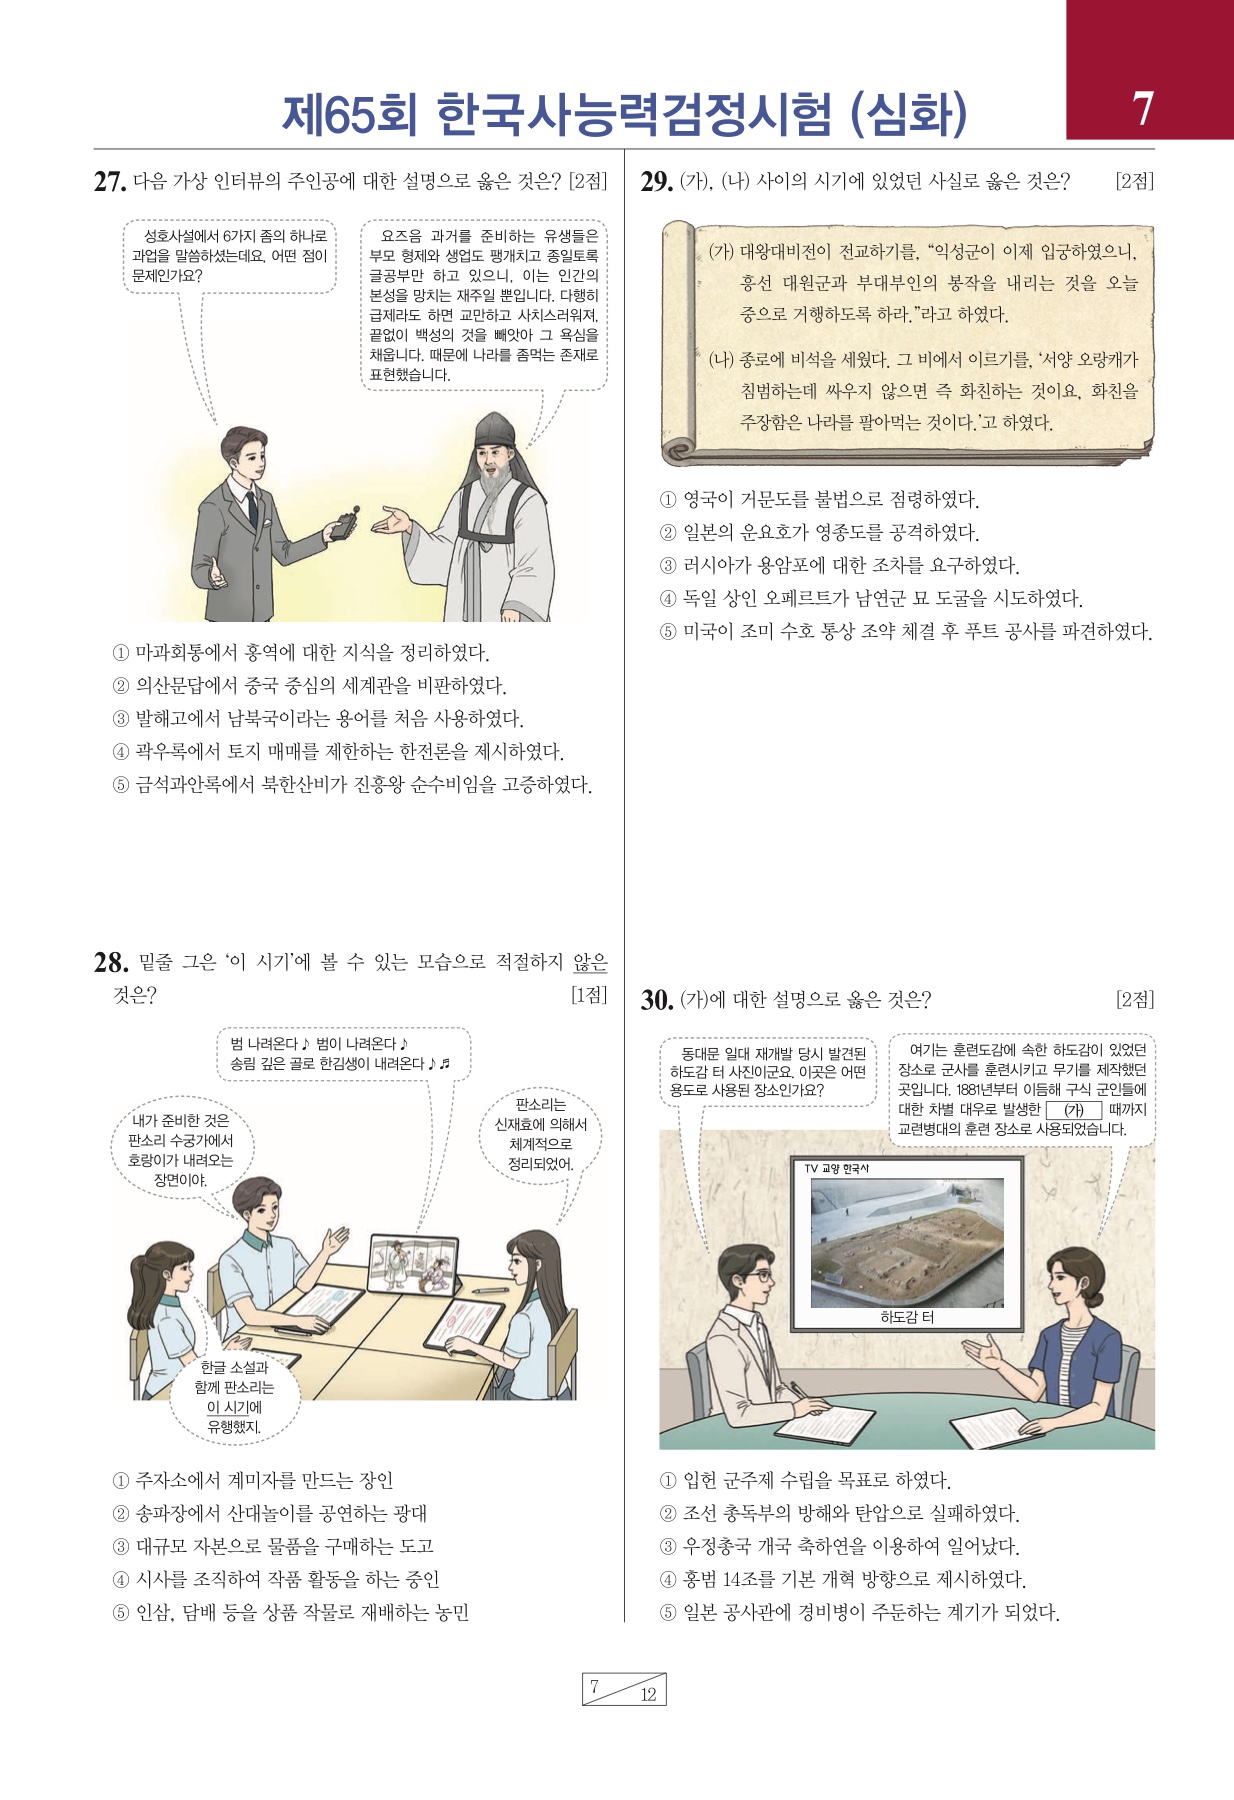 제65회 한국사능력검정시험 (심화)
7
27. 다음 가상 인터뷰의 주인공에 대한 설명으로 옳은 것은? [2점]
성호사설에서 6가지 좀의 하나로
과업을 말씀하셨는데요, 어떤 점이
문제인가요?
요즈음 과거를 준비하는 유생들은
부모 형제와 생업도 팽개치고 종일토록
글공부만 하고 있으니, 이는 인간의
본성을 망치는 재주일 뿐입니다. 다행히
급제라도 하면 교만하고 사치스러워져,
끝없이 백성의 것을 빼앗아 그 욕심을
채웁니다. 때문에 나라를 좀먹는 존재로
표현했습니다.
① 마과회통에서 홍역에 대한 지식을 정리하였다.
② 의산문답에서 중국 중심의 세계관을 비판하였다.
③ 발해고에서 남북국이라는 용어를 처음 사용하였다.
④ 곽우록에서 토지 매매를 제한하는 한전론을 제시하였다.
⑤ 금석과안록에서 북한산비가 진흥왕 순수비임을 고증하였다.
28. 밑줄 그은 ‘이 시기’에 볼 수 있는 모습으로 적절하지 않은
것은? [1점]
범 나려온다♪ 범이 나려온다♪
송림 깊은 골로 한김생이 내려온다♪♬
내가 준비한 것은
판소리 수궁가에서
호랑이가 내려오는
장면이야.
판소리는
신재효에 의해서
체계적으로
정리되었어.
한글 소설과
함께 판소리는
이 시기에
유행했지.
① 주자소에서 계미자를 만드는 장인
② 송파장에서 산대놀이를 공연하는 광대
③ 대규모 자본으로 물품을 구매하는 도고
④ 시사를 조직하여 작품 활동을 하는 중인
⑤ 인삼, 담배 등을 상품 작물로 재배하는 농민
29. (가), (나) 사이의 시기에 있었던 사실로 옳은 것은? [2점]
(가) 대왕대비전이 전교하기를, “익성군이 이제 입궁하였으니,
흥선 대원군과 부대부인의 봉작을 내리는 것을 오늘
중으로 거행하도록 하라.”라고 하였다.
(나) 종로에 비석을 세웠다. 그 비에서 이르기를, ‘서양 오랑캐가
침범하는데 싸우지 않으면 즉 화친하는 것이요, 화친을
주장함은 나라를 팔아먹는 것이다.’고 하였다.
① 영국이 거문도를 불법으로 점령하였다.
② 일본의 운요호가 영종도를 공격하였다.
③ 러시아가 용암포에 대한 조차를 요구하였다.
④ 독일 상인 오페르트가 남연군 묘 도굴을 시도하였다.
⑤ 미국이 조미 수호 통상 조약 체결 후 푸트 공사를 파견하였다.
30. (가)에 대한 설명으로 옳은 것은? [2점]
동대문 일대 재개발 당시 발견된
하도감 터 사진이군요. 이곳은 어떤
용도로 사용된 장소인가요?
여기는 훈련도감에 속한 하도감이 있었던
장소로 군사를 훈련시키고 무기를 제작했던
곳입니다. 1881년부터 이듬해 구식 군인들에
대한 차별 대우로 발생한 (가) 때까지
교련병대의 훈련 장소로 사용되었습니다.
TV 교양 한국사
하도감 터
① 입헌 군주제 수립을 목표로 하였다.
② 조선 총독부의 방해와 탄압으로 실패하였다.
③ 우정총국 개국 축하연을 이용하여 일어났다.
④ 홍범 14조를 기본 개혁 방향으로 제시하였다.
⑤ 일본 공사관에 경비병이 주둔하는 계기가 되었다.
7 12